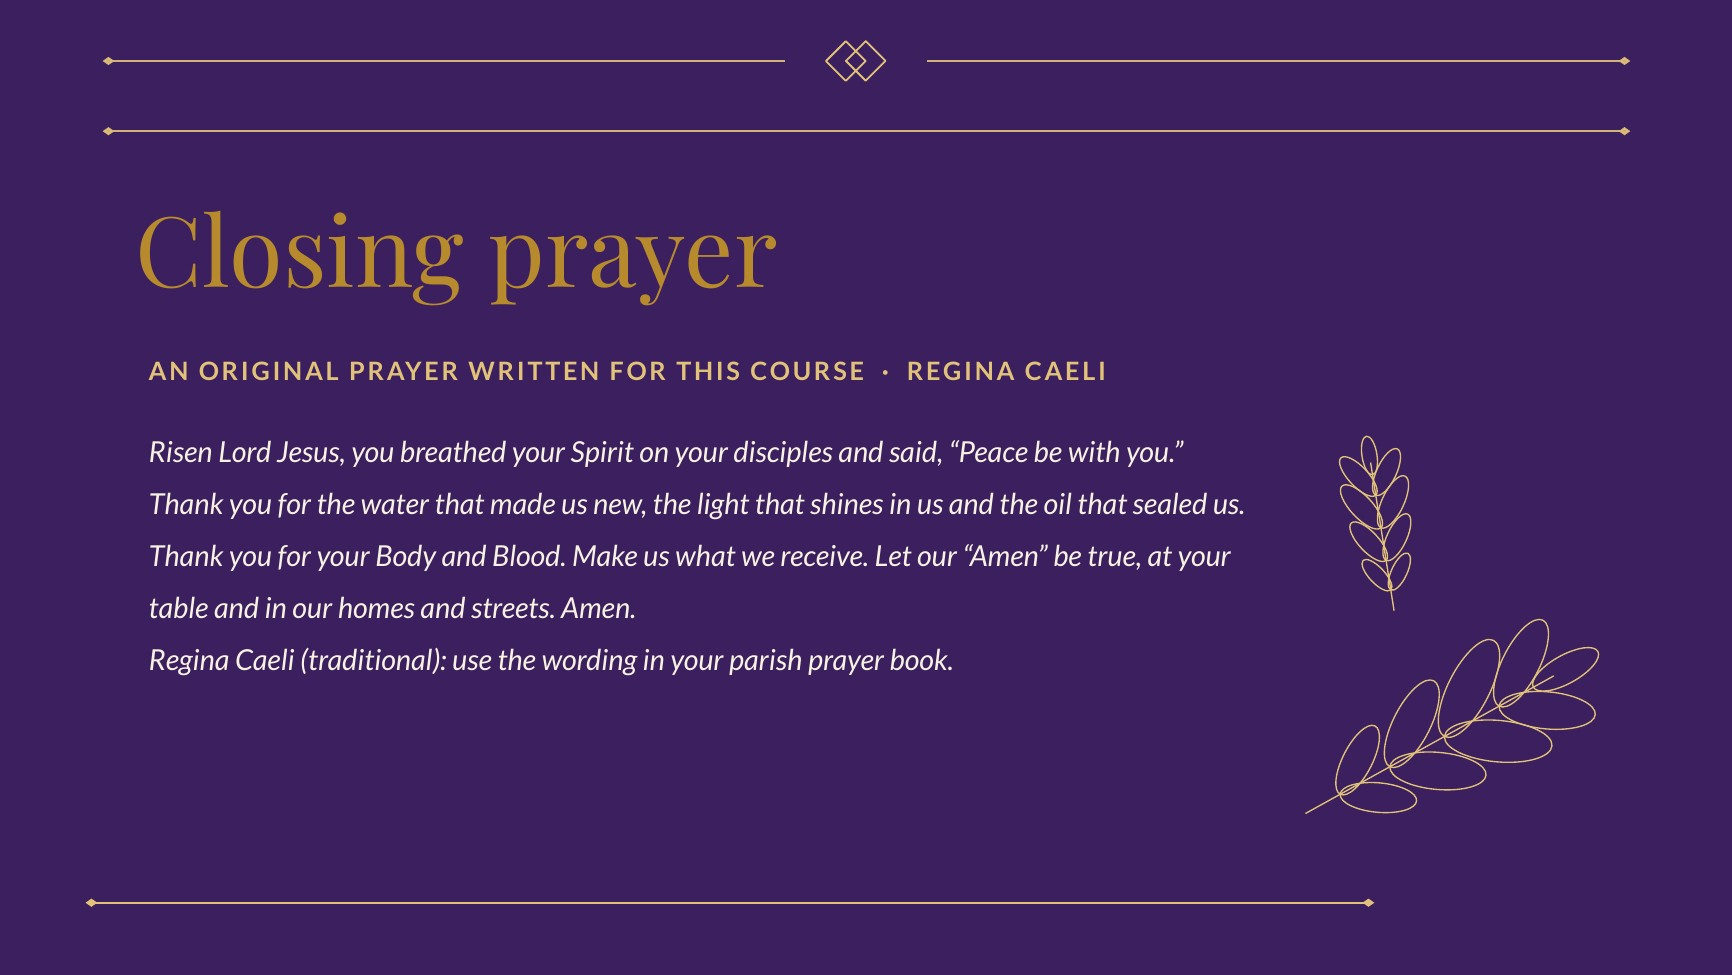 Closing prayer
AN ORIGINAL PRAYER WRITTEN FOR THIS COURSE · REGINA CAELI
Risen Lord Jesus, you breathed your Spirit on your disciples and said, “Peace be with you.”
Thank you for the water that made us new, the light that shines in us and the oil that sealed us.
Thank you for your Body and Blood. Make us what we receive. Let our “Amen” be true, at your
table and in our homes and streets. Amen.
Regina Caeli (traditional): use the wording in your parish prayer book.